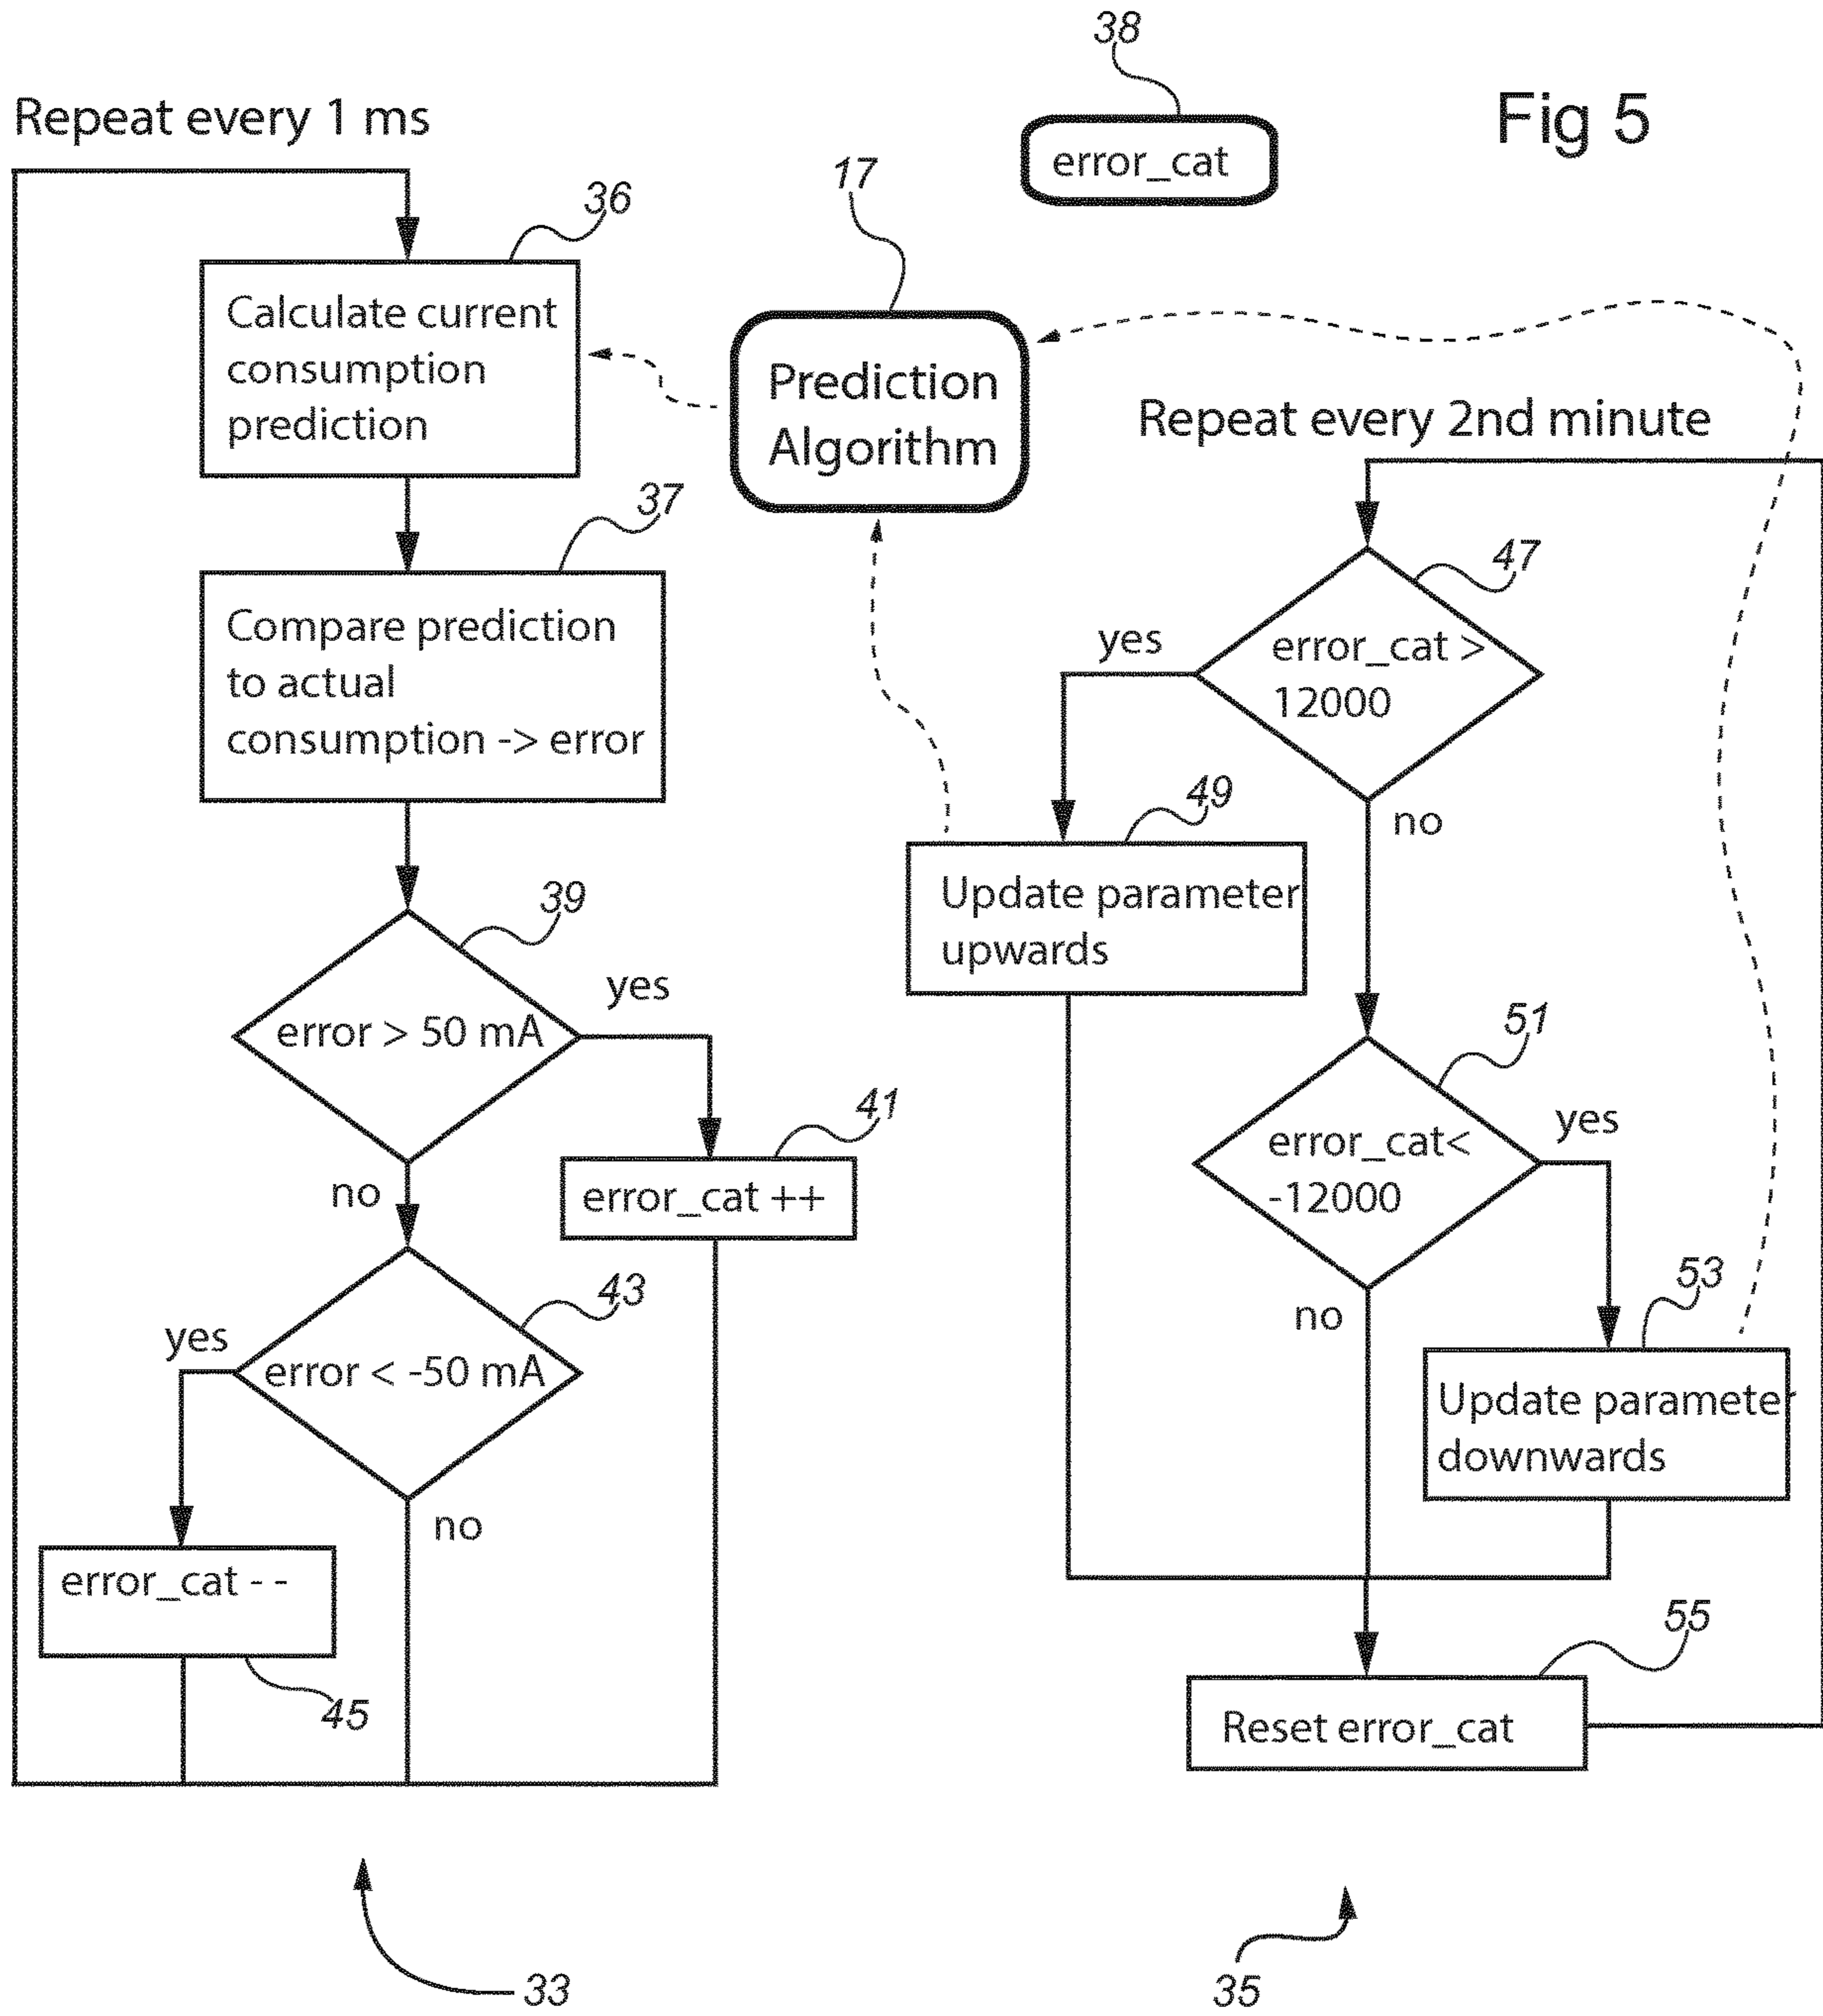 38
Fig 5
Repeat every 1 ms
error_cat
17
36
Calculate current
consumption
prediction
Prediction
Algorithm
Repeat every 2nd minute
37
47
Compare prediction
to actual
consumption -> error
yes
error_cat >
12000
no
49
Update parameter
upwards
39
yes
error > 50 mA
51
41
error_cat ++
no
yes
error_cat<
-12000
43
53
yes
no
error < -50 mA
Update parameter
downwards
no
error_cat - -
45
55
Reset error_cat
33
35